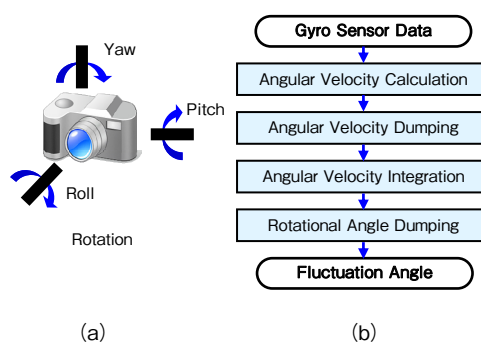 Yaw
Pitch
Roll
Rotation
(a)
Gyro Sensor Data
Angular Velocity Calculation
Angular Velocity Dumping
Angular Velocity Integration
Rotational Angle Dumping
Fluctuation Angle
(b)